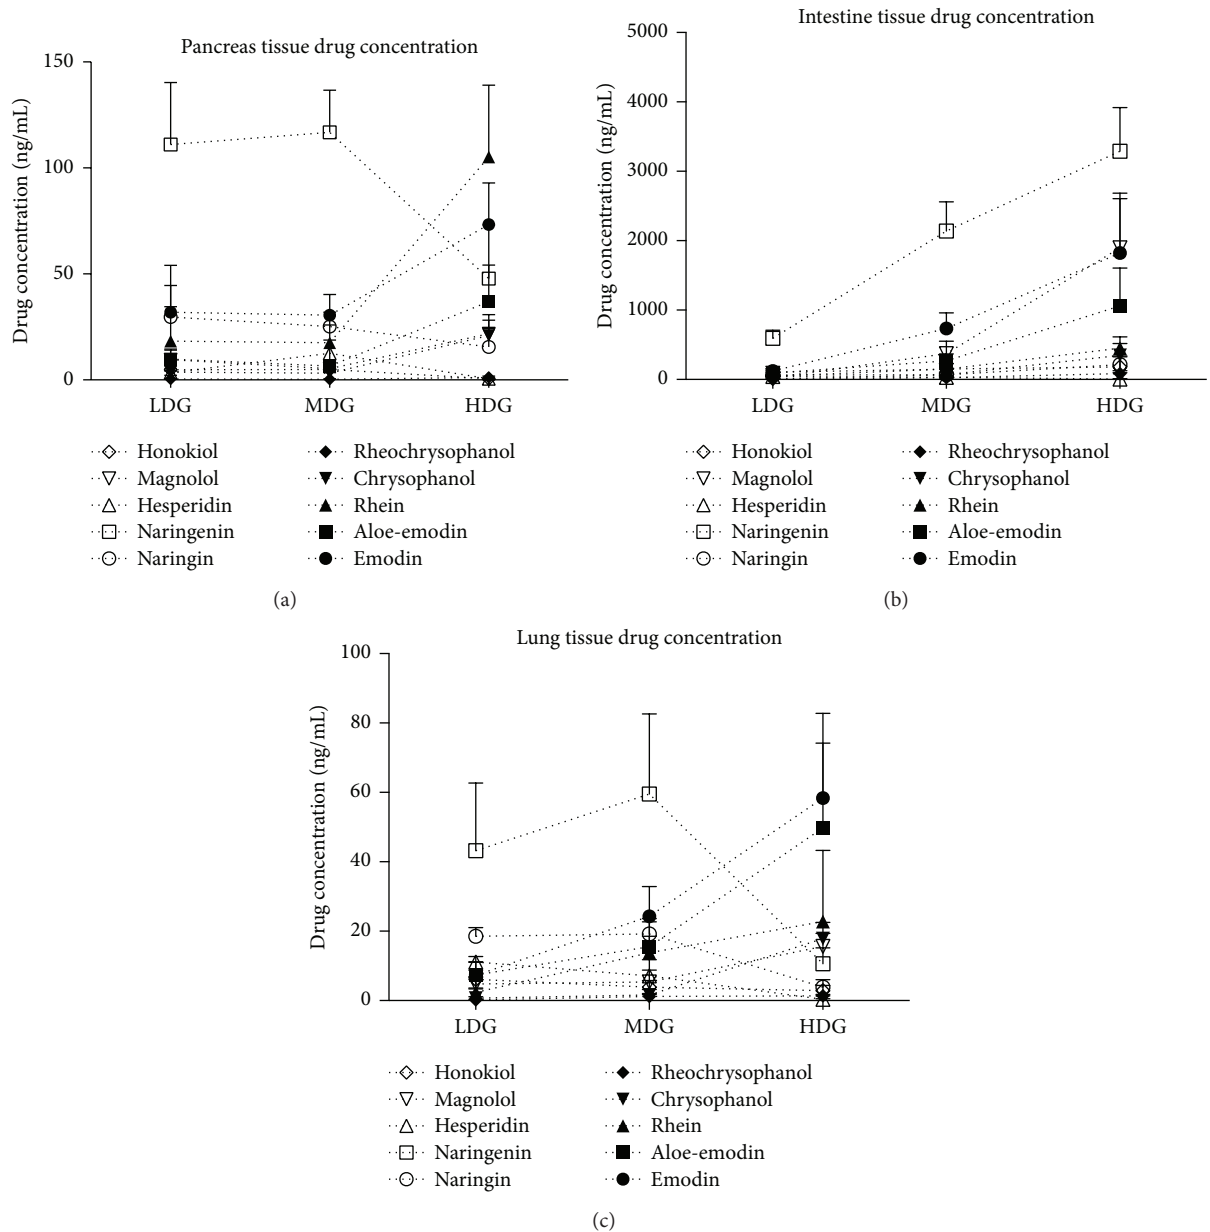 Pancreas tissue drug concentration
150
100
50
0
Drug concentration (ng/mL)
LDG MDG HDG
Honokiol Rheochrysophanol
Magnolol Chrysophanol
Hesperidin Rhein
Naringenin Aloe-emodin
Naringin Emodin
(a)
Intestine tissue drug concentration
5000
4000
3000
2000
1000
0
Drug concentration (ng/mL)
LDG MDG HDG
Honokiol Rheochrysophanol
Magnolol Chrysophanol
Hesperidin Rhein
Naringenin Aloe-emodin
Naringin Emodin
(b)
Lung tissue drug concentration
100
80
60
40
20
0
Drug concentration (ng/mL)
LDG MDG HDG
Honokiol Rheochrysophanol
Magnolol Chrysophanol
Hesperidin Rhein
Naringenin Aloe-emodin
Naringin Emodin
(c)